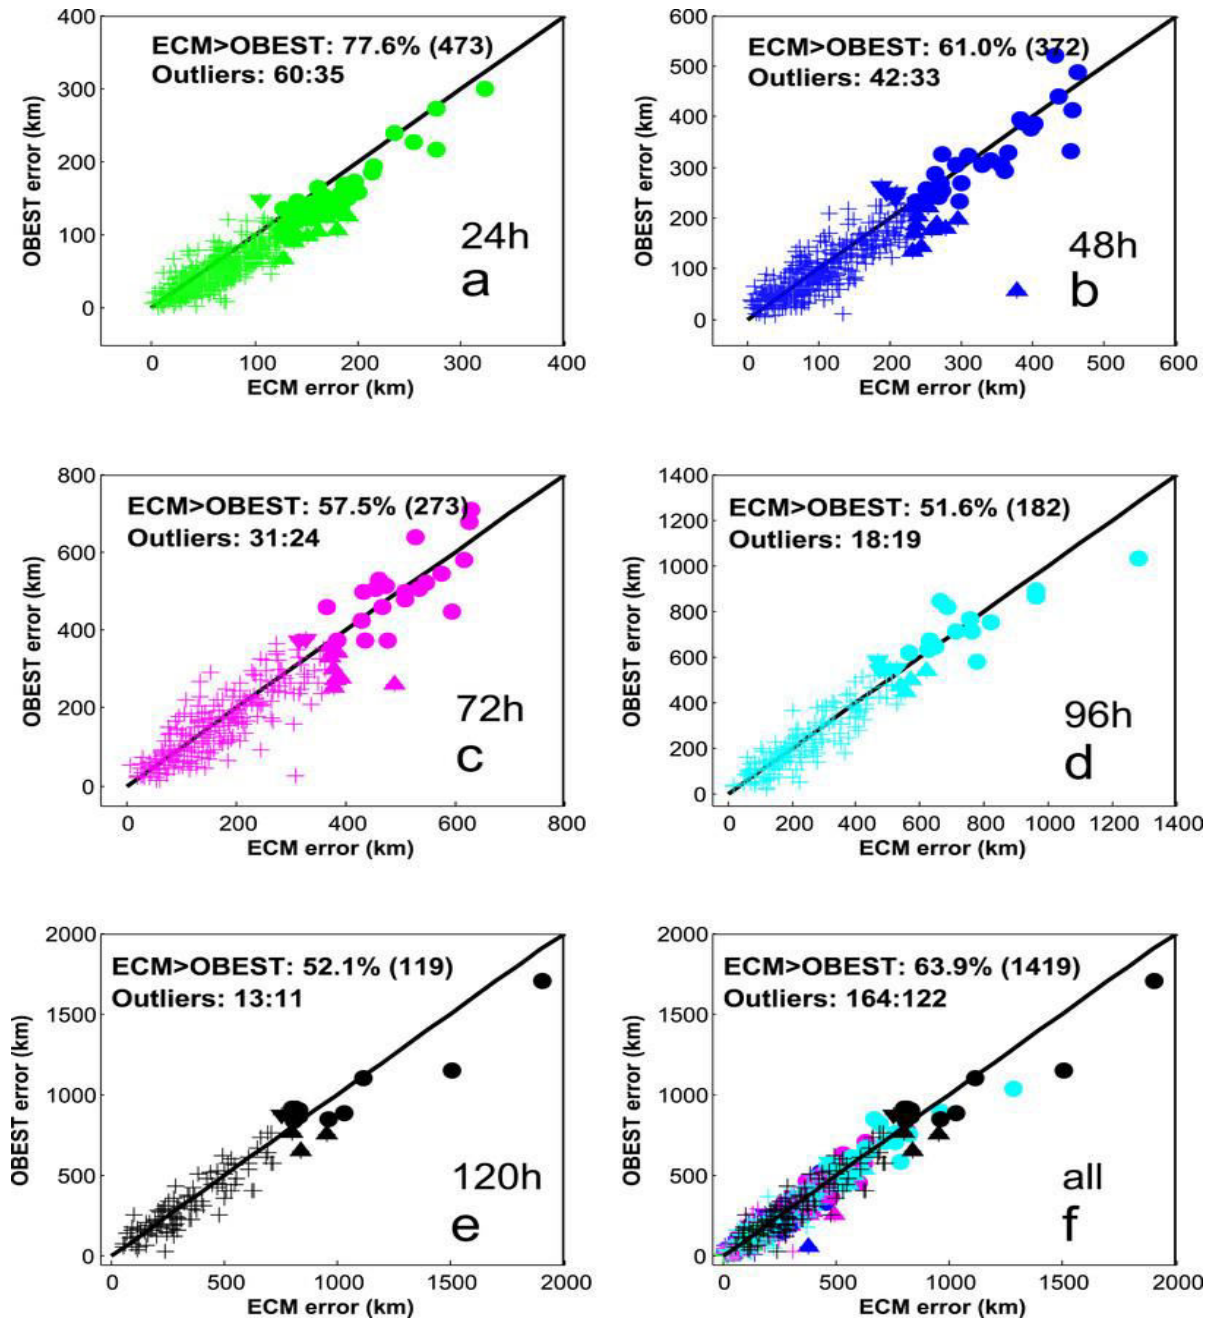 ECM>OBEST: 77.6% (473)
Outliers: 60:35
24h
a
OBEST error (km)
400
300
200
100
0
0 100 200 300 400
ECM error (km)
ECM>OBEST: 61.0% (372)
Outliers: 42:33
48h
b
OBEST error (km)
600
500
400
300
200
100
0
0 100 200 300 400 500 600
ECM error (km)
ECM>OBEST: 57.5% (273)
Outliers: 31:24
72h
c
OBEST error (km)
800
600
400
200
0
0 200 400 600 800
ECM error (km)
ECM>OBEST: 51.6% (182)
Outliers: 18:19
96h
d
OBEST error (km)
1400
1200
1000
800
600
400
200
0
0 200 400 600 800 1000 1200 1400
ECM error (km)
ECM>OBEST: 52.1% (119)
Outliers: 13:11
120h
e
OBEST error (km)
2000
1500
1000
500
0
0 500 1000 1500 2000
ECM error (km)
ECM>OBEST: 63.9% (1419)
Outliers: 164:122
all
f
OBEST error (km)
2000
1500
1000
500
0
0 500 1000 1500 2000
ECM error (km)